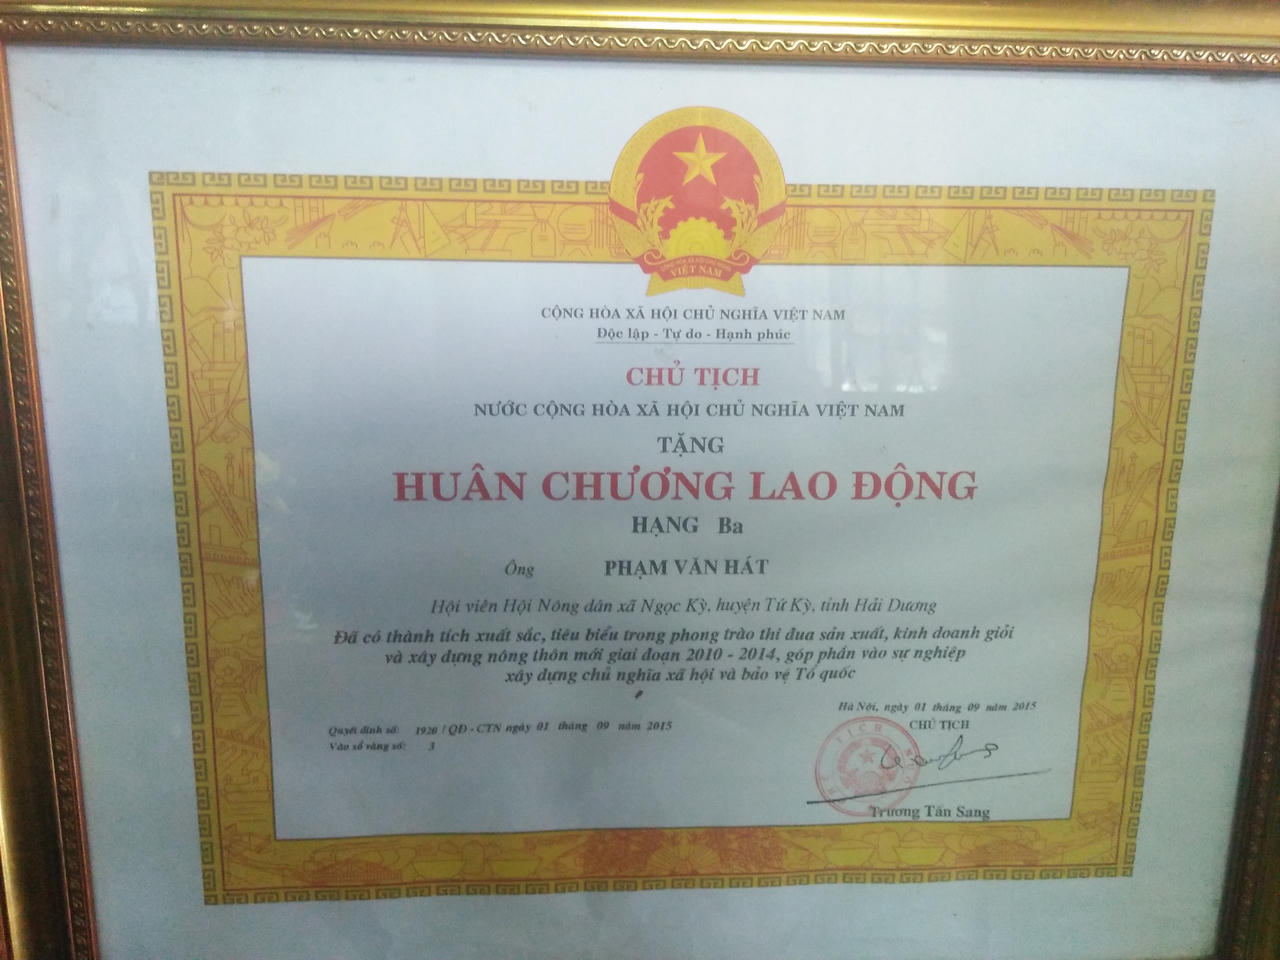 CỘNG HÒA XÃ HỘI CHỦ NGHĨA
VIỆT NAM
CỘNG HÒA XÃ HỘI CHỦ NGHĨA VIỆT NAM
Độc lập - Tự do - Hạnh phúc
CHỦ TỊCH
NƯỚC CỘNG HÒA XÃ HỘI CHỦ NGHĨA VIỆT NAM
TẶNG
HUÂN CHƯƠNG LAO ĐỘNG
HẠNG Ba
Ông PHẠM VĂN HÁT
Hội viên Hội Nông dân xã Ngọc Kỳ, huyện Tứ Kỳ, tỉnh Hải Dương
Đã có thành tích xuất sắc, tiêu biểu trong phong trào thi đua sản xuất, kinh doanh giỏi
và xây dựng nông thôn mới giai đoạn 2010 - 2014, góp phần vào sự nghiệp
xây dựng chủ nghĩa xã hội và bảo vệ Tổ quốc
Hà Nội, ngày 01 tháng 09 năm 2015
CHỦ TỊCH
Quyết định số: 1920 / QĐ - CTN ngày 01 tháng 09 năm 2015
Vào sổ vàng số: 3
Trương Tấn Sang